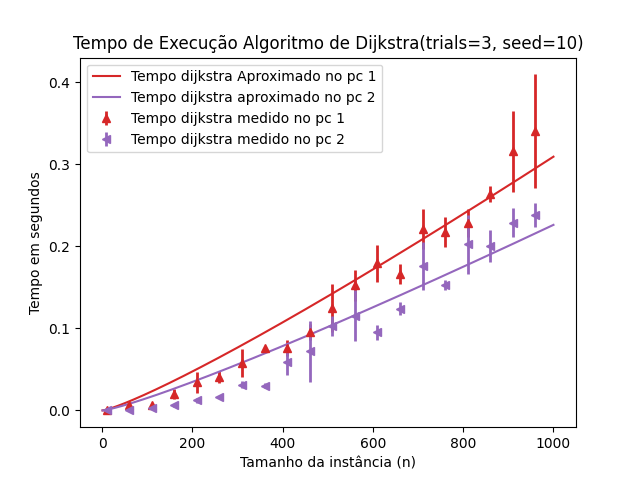 Tempo de Execução Algoritmo de Dijkstra(trials=3, seed=10)
Tempo dijkstra Aproximado no pc 1
Tempo dijkstra aproximado no pc 2
Tempo dijkstra medido no pc 1
Tempo dijkstra medido no pc 2
Tempo em segundos
0.4
0.3
0.2
0.1
0.0
0 200 400 600 800 1000
Tamanho da instância (n)